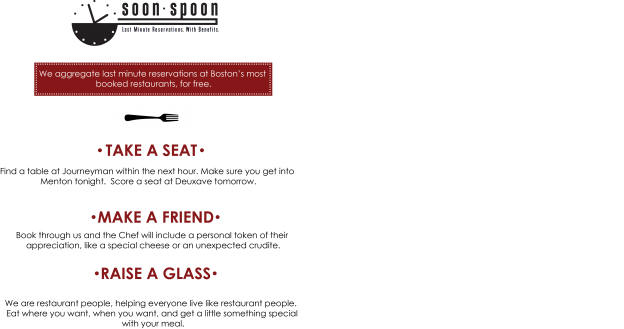 soon·spoon
Last Minute Reservations. With Benefits.
We aggregate last minute reservations at Boston's most
booked restaurants, for free.
• TAKE A SEAT •
Find a table at Journeyman within the next hour. Make sure you get into
Menton tonight.  Score a seat at Deuxave tomorrow.
• MAKE A FRIEND •
Book through us and the Chef will include a personal token of their
appreciation, like a special cheese or an unexpected crudite.
• RAISE A GLASS •
We are restaurant people, helping everyone live like restaurant people.
Eat where you want, when you want, and get a little something special
with your meal.